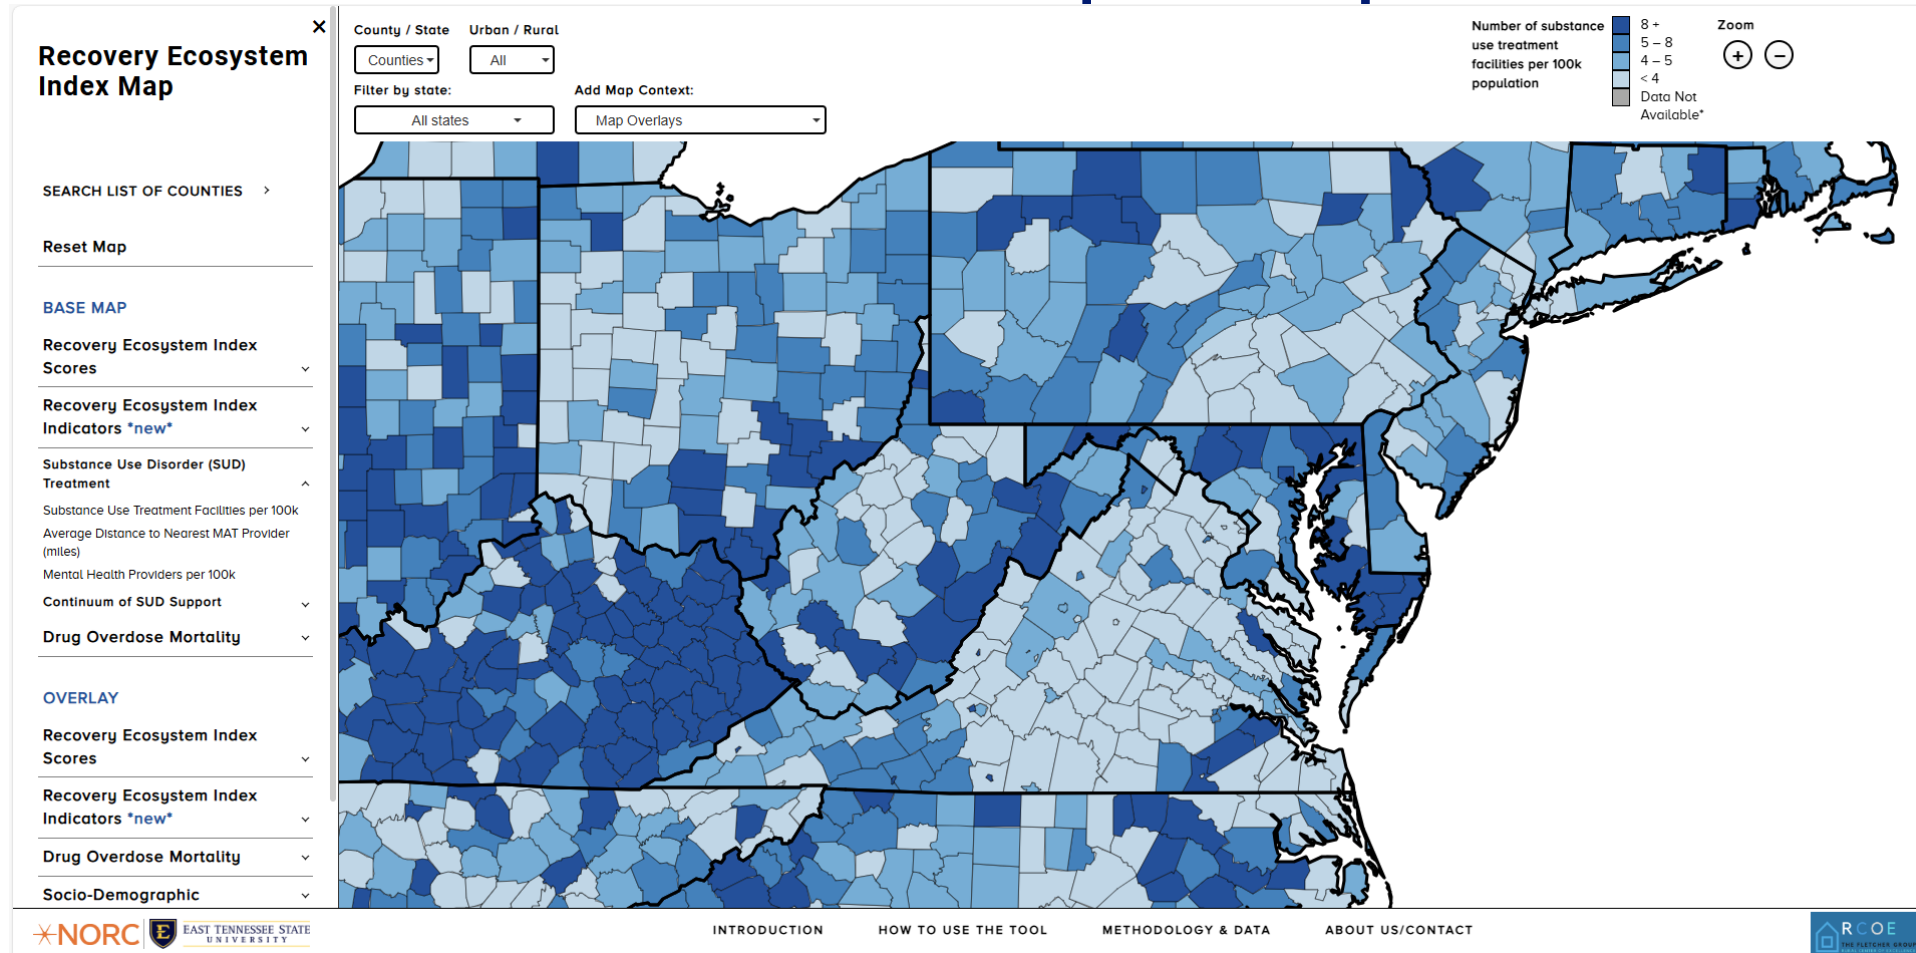 ×
Recovery Ecosystem
Index Map
SEARCH LIST OF COUNTIES
Reset Map
BASE MAP
Recovery Ecosystem Index
Scores
Recovery Ecosystem Index
Indicators *new*
Substance Use Disorder (SUD)
Treatment
Substance Use Treatment Facilities per 100k
Average Distance to Nearest MAT Provider
(miles)
Mental Health Providers per 100k
Continuum of SUD Support
Drug Overdose Mortality
OVERLAY
Recovery Ecosystem Index
Scores
Recovery Ecosystem Index
Indicators *new*
Drug Overdose Mortality
Socio-Demographic
County / State
Urban / Rural
Counties
All
Filter by state:
Add Map Context:
All states
Map Overlays
Number of substance
use treatment
facilities per 100k
population
8 +
5 – 8
4 – 5
< 4
Data Not
Available*
Zoom
+
−
NORC
E
EAST TENNESSEE STATE
UNIVERSITY
INTRODUCTION
HOW TO USE THE TOOL
METHODOLOGY & DATA
ABOUT US/CONTACT
RCOE
THE FLETCHER GROUP